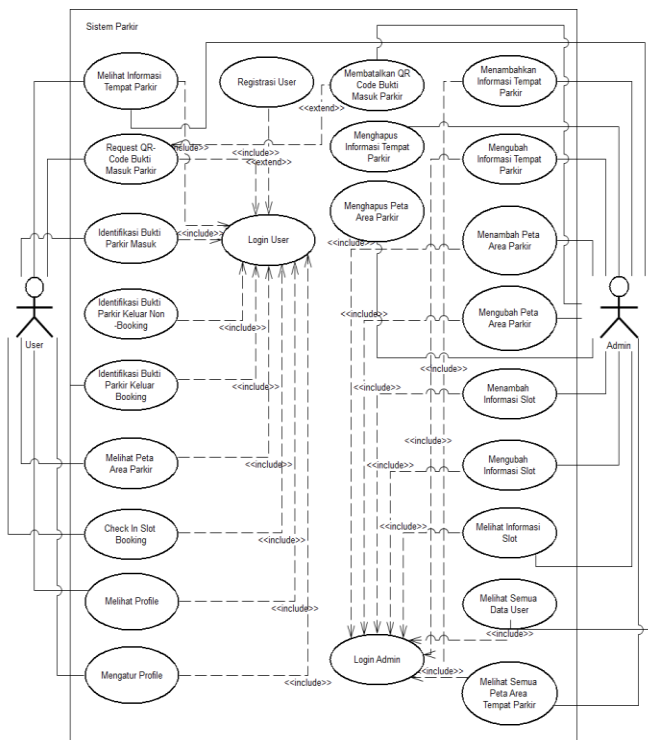 Sistem Parkir
Melihat Informasi
Tempat Parkir
Registrasi User
Membatalkan QR
Code Bukti
Masuk Parkir
Menambahkan Informasi Tempat
Parkir
<<extend>>
Request QR-
Code Bukti
Masuk Parkir
<<include>>
<<include>>
<<extend>>
Menghapus
Informasi Tempat
Parkir
Mengubah
Informasi Tempat
Parkir
Menghapus Peta
Area Parkir
Identifikasi Bukti
Parkir Masuk
<<include>>
Login User
Menambah Peta
Area Parkir
<<include>>
Identifikasi Bukti
Parkir Keluar Non
-Booking
<<include>>
Mengubah Peta
Area Parkir
<<include>>
User
Admin
Identifikasi Bukti
Parkir Keluar
Booking
<<include>>
<<include>>
Menambah
Informasi Slot
<<include>>
Melihat Peta
Area Parkir
<<include>>
Mengubah
Informasi Slot
<<include>>
Check In Slot
Booking
<<include>>
Melihat Informasi
Slot
<<include>>
Melihat Profile
<<include>>
Melihat Semua
Data User
<<include>>
Mengatur Profile
<<include>>
Login Admin
<<include>>
Melihat Semua
Peta Area
Tempat Parkir